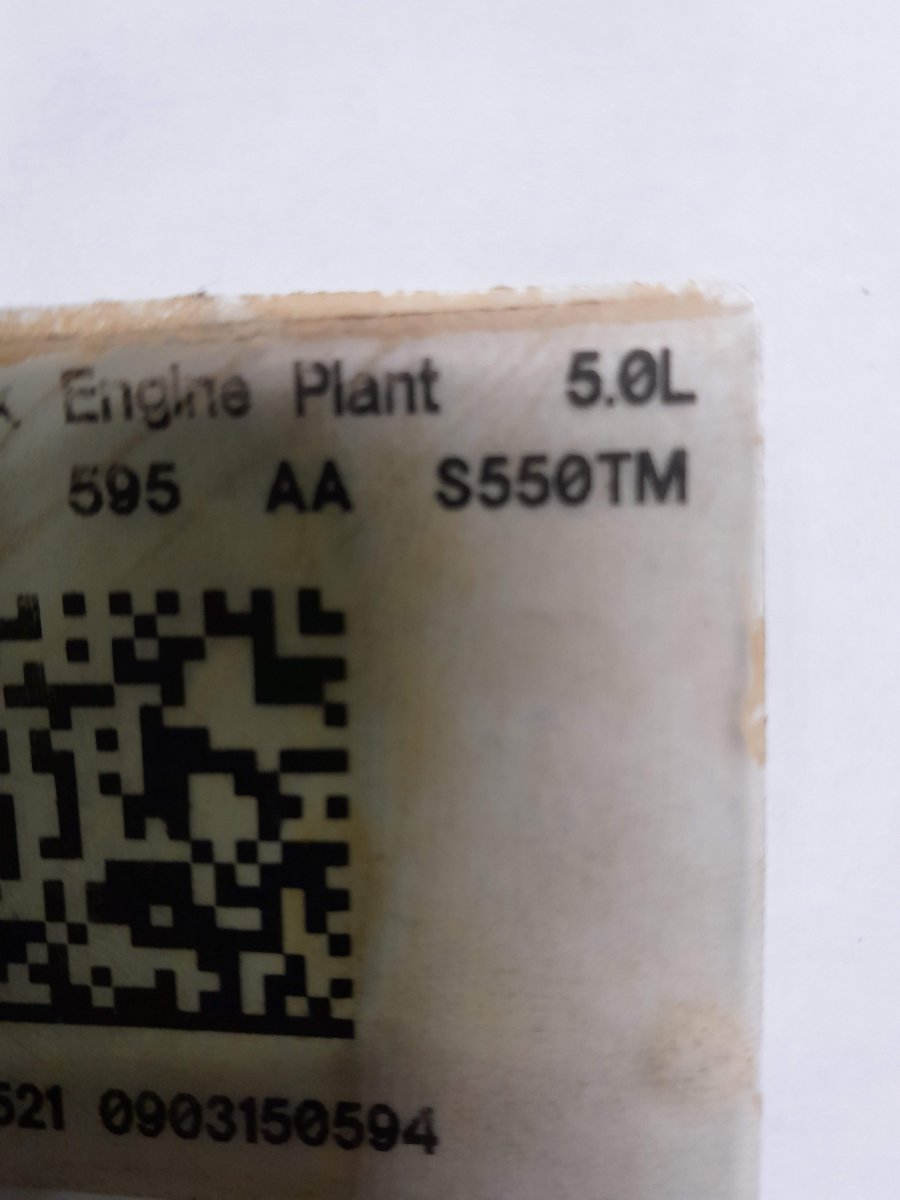 x Engine Plant 5.0L
595 AA S550TM
521 0903150594